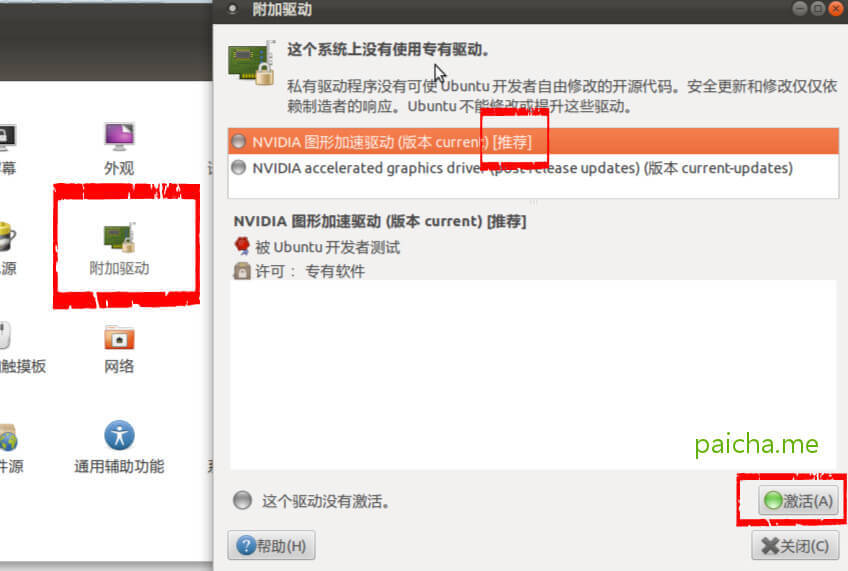 附加驱动
这个系统上没有使用专有驱动。
私有驱动程序没有可使 Ubuntu 开发者自由修改的开源代码。安全更新和修改仅仅依
赖制造者的响应。Ubuntu 不能修改或提升这些驱动。
NVIDIA 图形加速驱动 (版本 current) [推荐]
NVIDIA accelerated graphics driver (post-release updates) (版本 current-updates)
NVIDIA 图形加速驱动 (版本 current) [推荐]
被 Ubuntu 开发者测试
许可： 专有软件
paicha.me
这个驱动没有激活。
激活(A)
帮助(H)
关闭(C)
幕
外观
源
附加驱动
触摸板
网络
件源
通用辅助功能